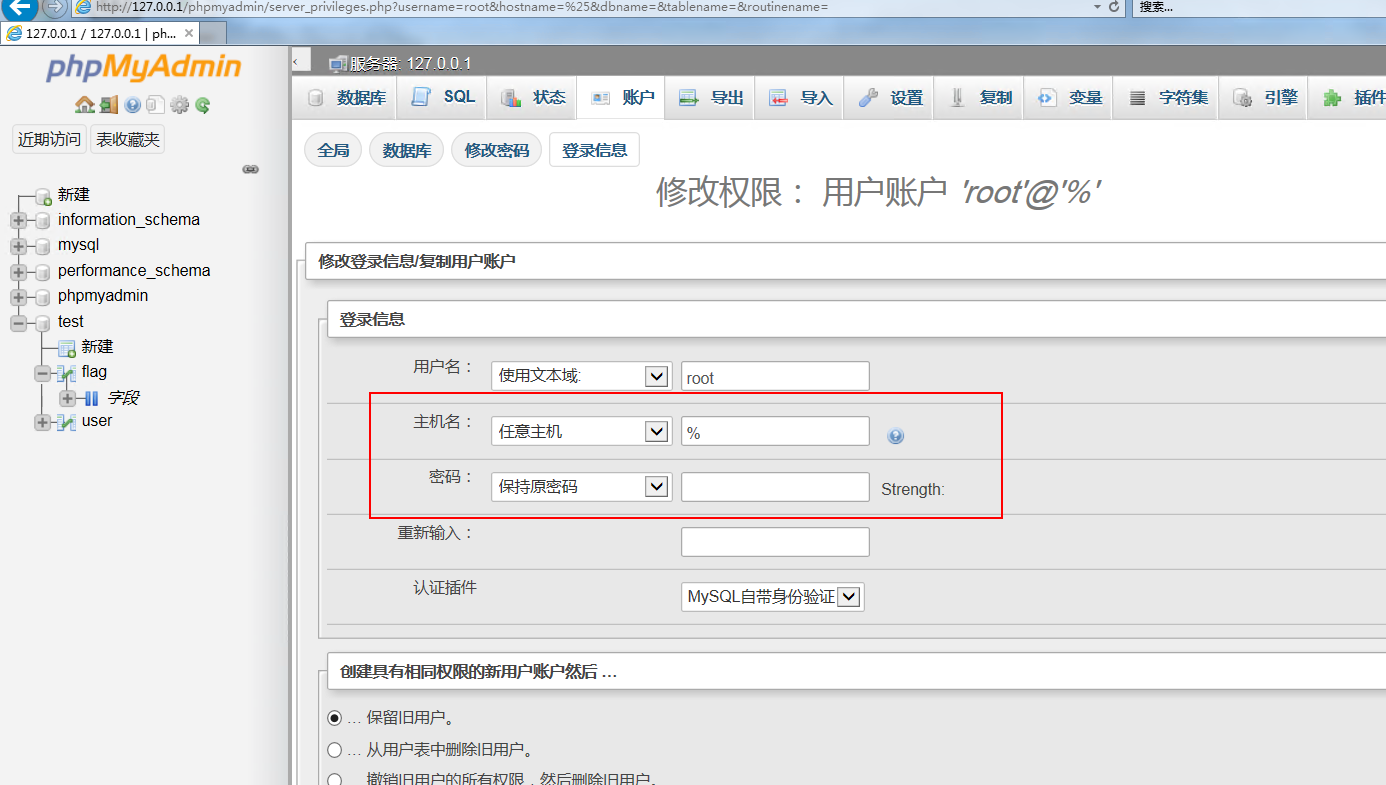 http://127.0.0.1/phpmyadmin/server_privileges.php?username=root&hostname=%25&dbname=&tablename=&routinename=
搜索...
127.0.0.1 / 127.0.0.1 | ph...
phpMyAdmin
近期访问 表收藏夹
新建
information_schema
mysql
performance_schema
phpmyadmin
test
新建
flag
字段
user
服务器: 127.0.0.1
数据库 SQL 状态 账户 导出 导入 设置 复制 变量 字符集 引擎 插件
全局 数据库 修改密码 登录信息
修改权限： 用户账户 'root'@'%'
修改登录信息/复制用户账户
登录信息
用户名： 使用文本域: root
主机名： 任意主机 %
密码： 保持原密码 Strength:
重新输入：
认证插件 MySQL自带身份验证
创建具有相同权限的新用户账户然后 ...
... 保留旧用户。
... 从用户表中删除旧用户。
... 撤销旧用户的所有权限，然后删除旧用户。